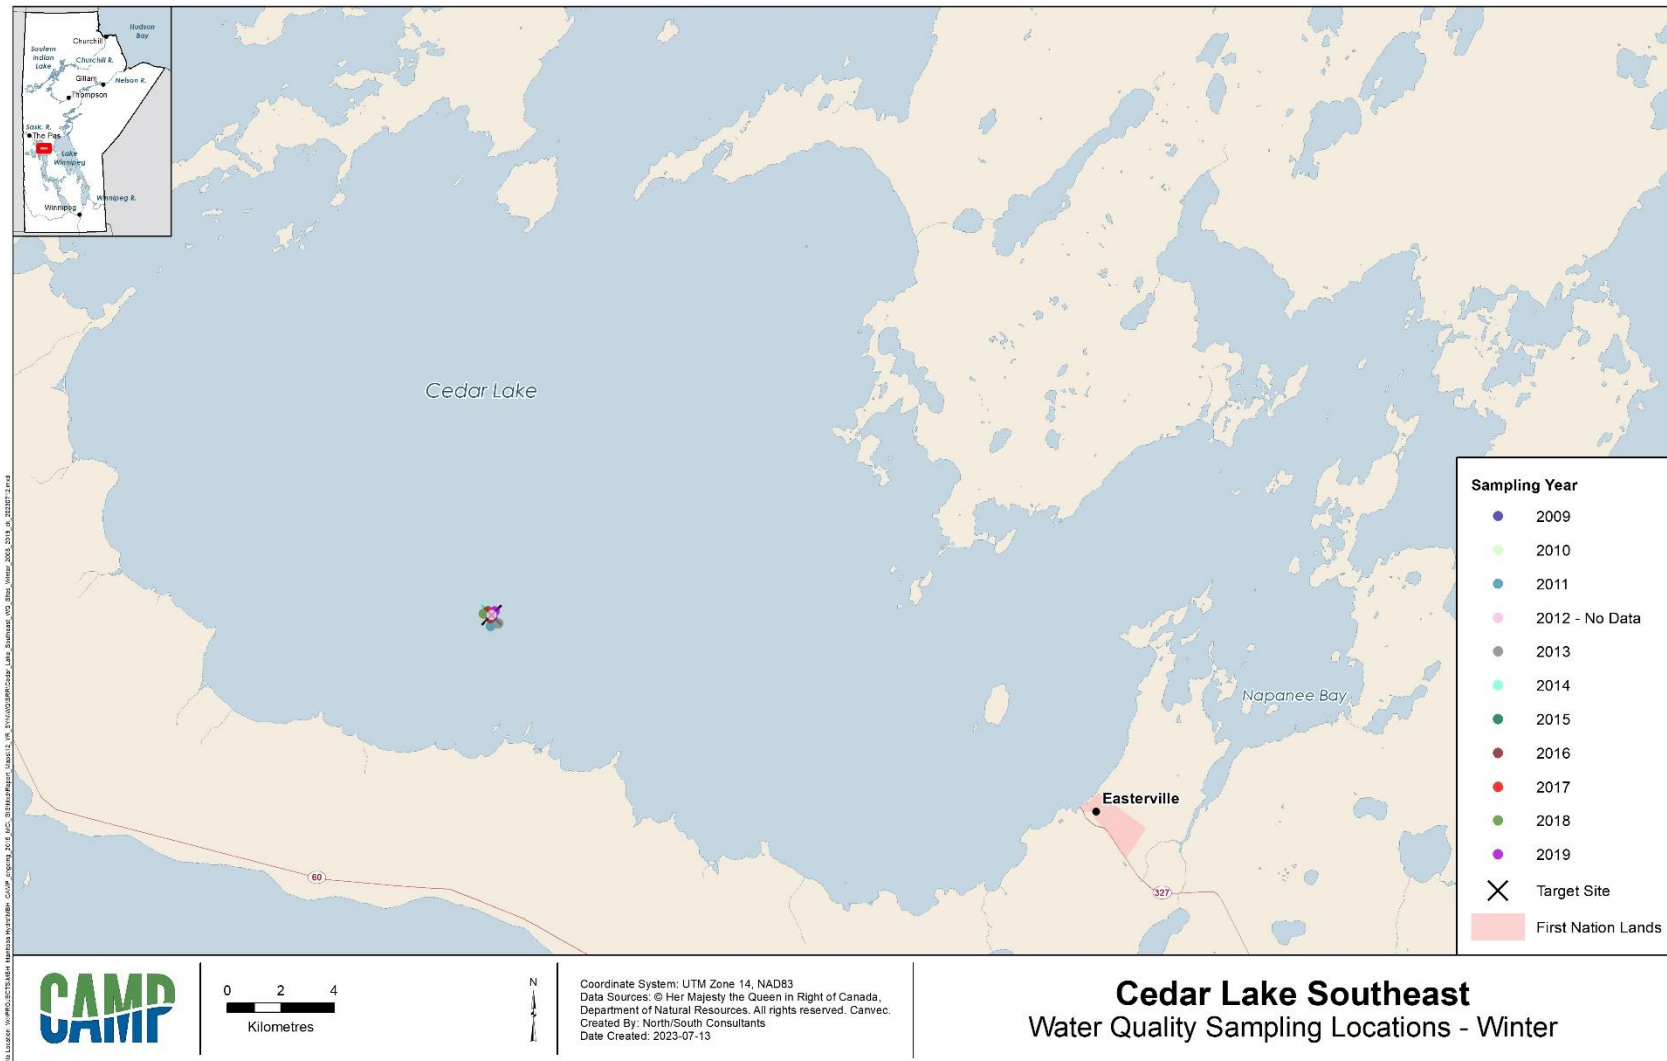 Hudson
Bay
Churchill
Churchill R.
Gillam
Nelson R.
Thompson
Sask. R.
The Pas
Lake
Winnipeg
Winnipeg R.
Winnipeg
Cedar Lake
Napanee Bay
Easterville
60
327
Sampling Year
2009
2010
2011
2012 - No Data
2013
2014
2015
2016
2017
2018
2019
Target Site
First Nation Lands
CAMP
0 2 4
Kilometres
N
Coordinate System: UTM Zone 14, NAD83
Data Sources: © Her Majesty the Queen in Right of Canada,
Department of Natural Resources. All rights reserved. Canvec.
Created By: North/South Consultants
Date Created: 2023-07-13
Cedar Lake Southeast
Water Quality Sampling Locations - Winter